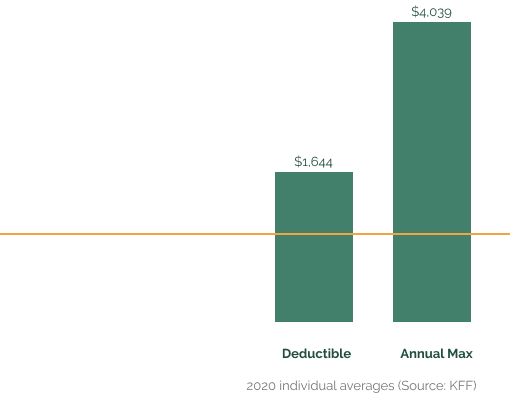 $4,039
$1,644
Deductible Annual Max
2020 individual averages (Source: KFF)